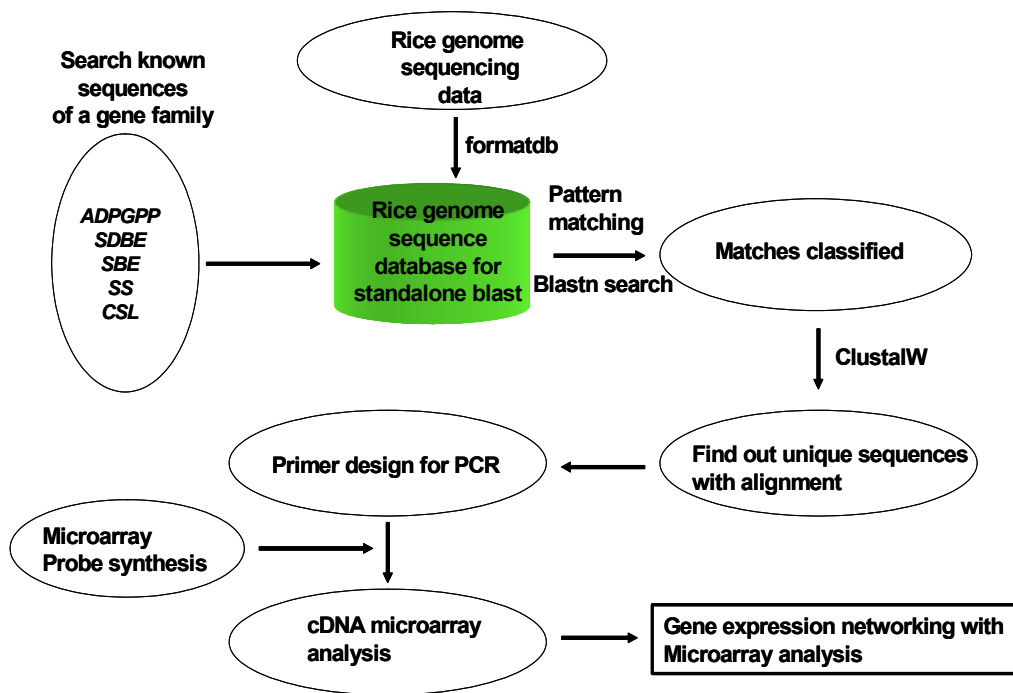 Rice genome
sequencing
data
Search known
sequences
of a gene family
formatdb
ADPGPP
SDBE
SBE
SS
CSL
Rice genome
sequence
database for
standalone blast
Pattern
matching
Blastn search
Matches classified
ClustalW
Find out unique sequences
with alignment
Primer design for PCR
Microarray
Probe synthesis
cDNA microarray
analysis
Gene expression networking with
Microarray analysis